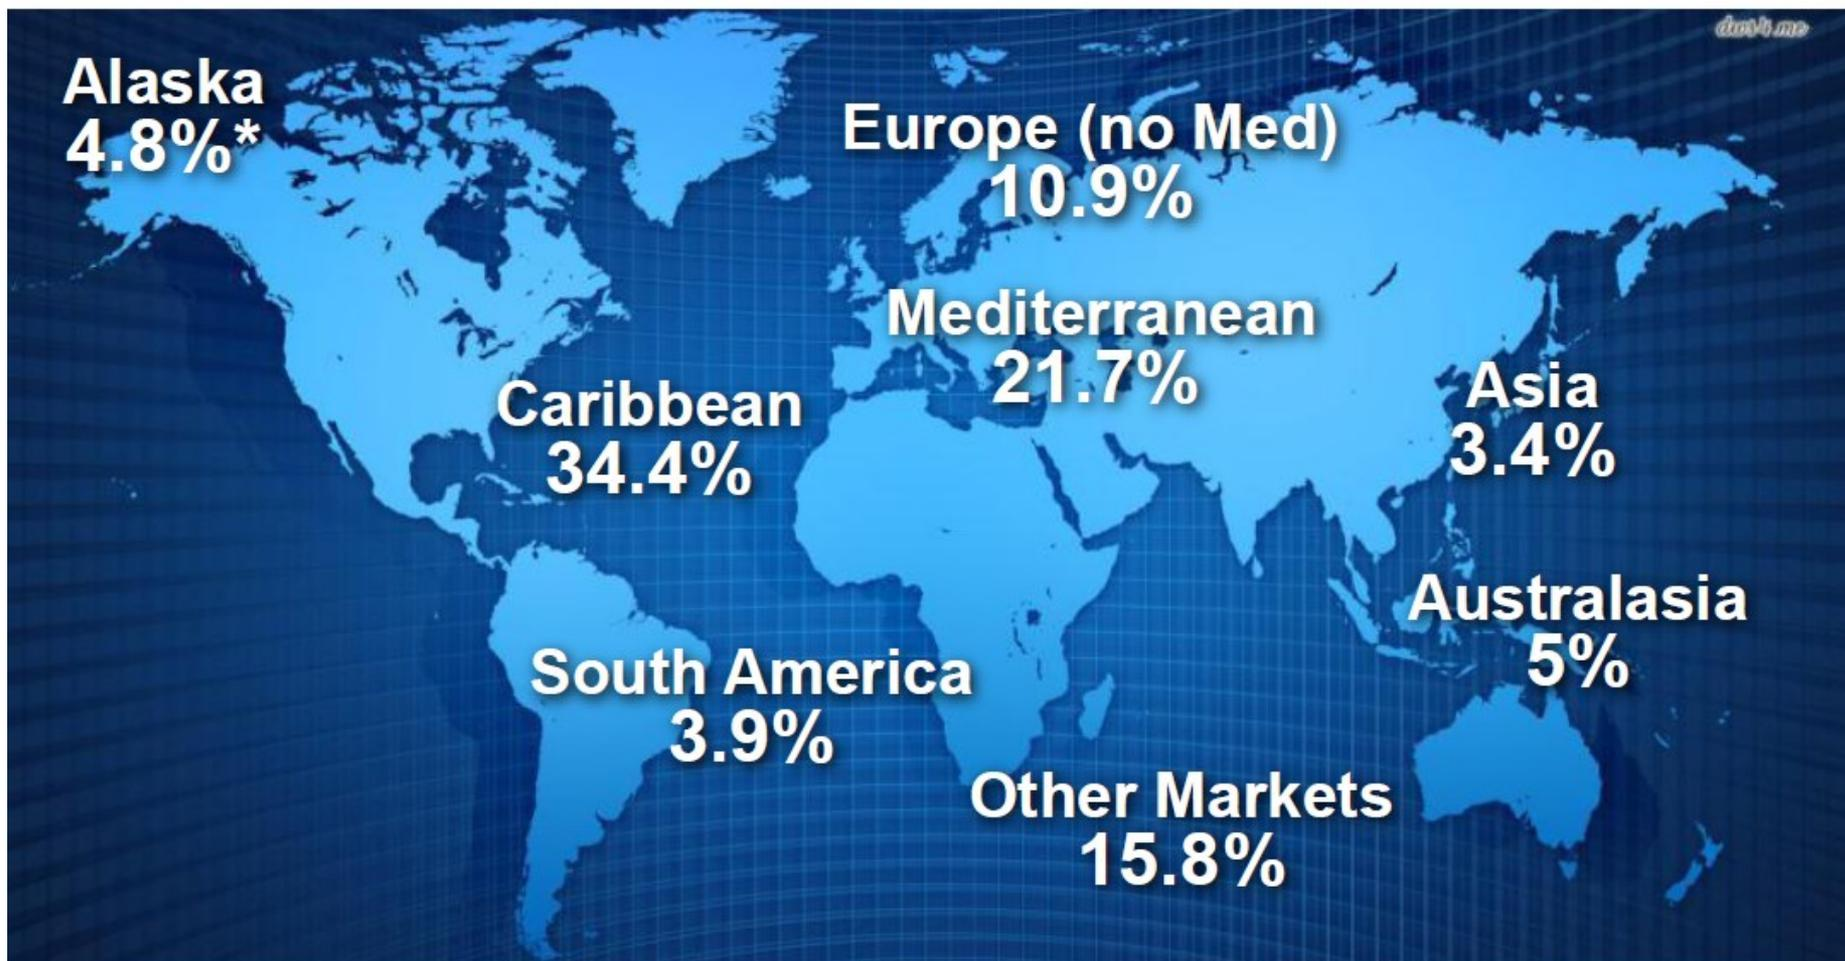 Alaska
4.8%*
Europe (no Med)
10.9%
Mediterranean
21.7%
Caribbean
34.4%
Asia
3.4%
Australasia
5%
South America
3.9%
Other Markets
15.8%